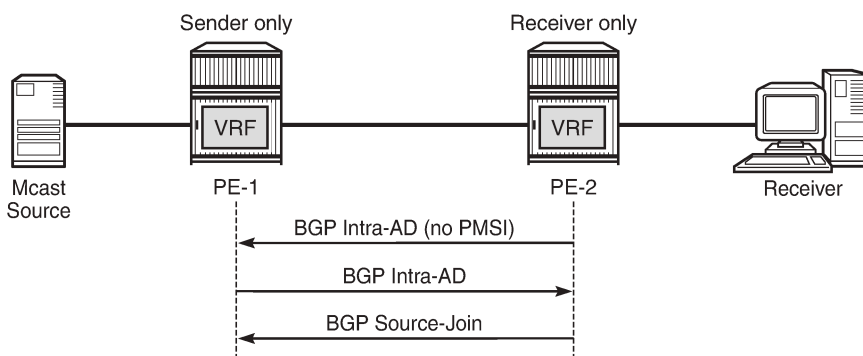 Sender only
Receiver only
VRF
VRF
Mcast
Source
PE-1
PE-2
Receiver
BGP Intra-AD (no PMSI)
BGP Intra-AD
BGP Source-Join